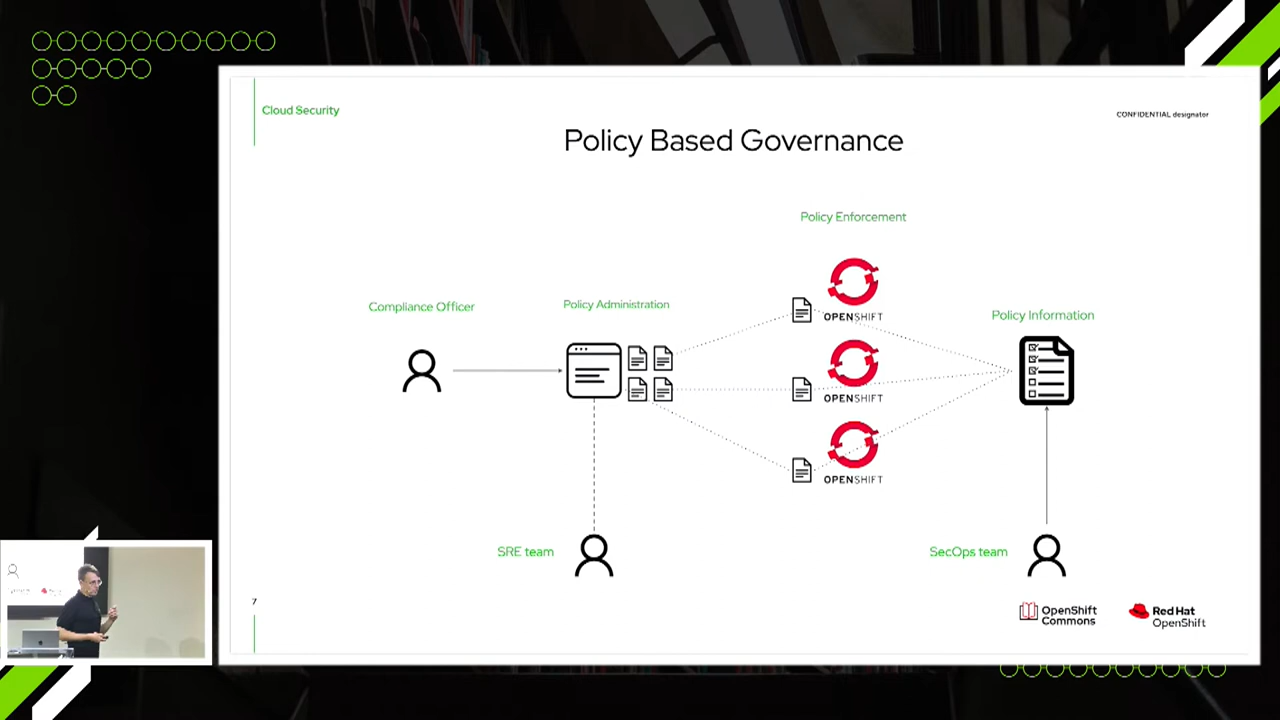 Cloud Security
CONFIDENTIAL designator
Policy Based Governance
Policy Enforcement
OPENSHIFT
Compliance Officer
Policy Administration
Policy Information
OPENSHIFT
OPENSHIFT
SRE team
SecOps team
7
OpenShift
Commons
Red Hat
OpenShift